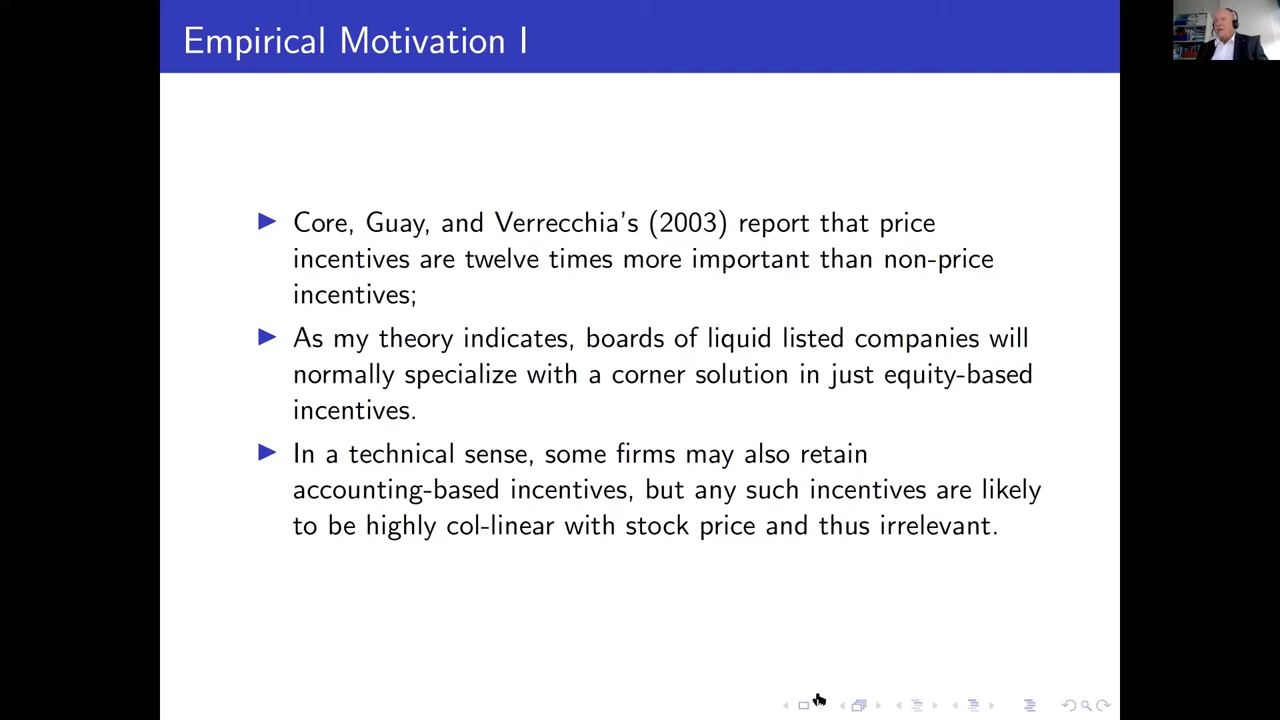 Empirical Motivation I
Core, Guay, and Verrecchia's (2003) report that price
incentives are twelve times more important than non-price
incentives;
As my theory indicates, boards of liquid listed companies will
normally specialize with a corner solution in just equity-based
incentives.
In a technical sense, some firms may also retain
accounting-based incentives, but any such incentives are likely
to be highly col-linear with stock price and thus irrelevant.